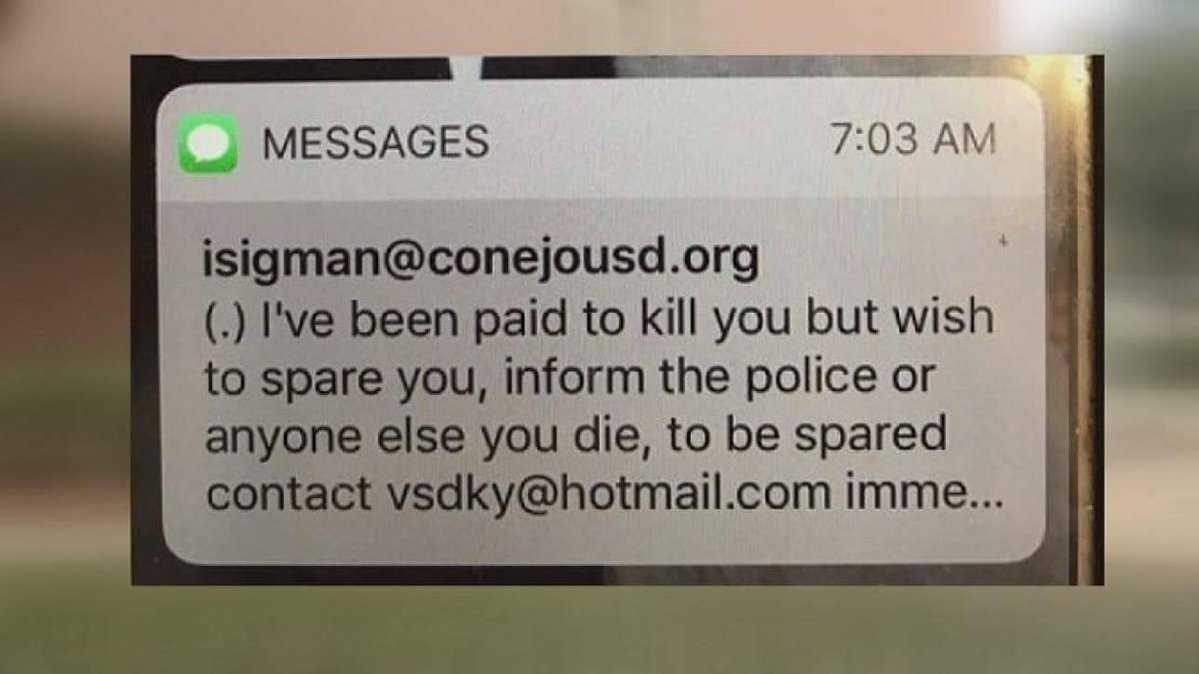 MESSAGES 7:03 AM
isigman@conejousd.org
(.) I've been paid to kill you but wish
to spare you, inform the police or
anyone else you die, to be spared
contact vsdky@hotmail.com imme...